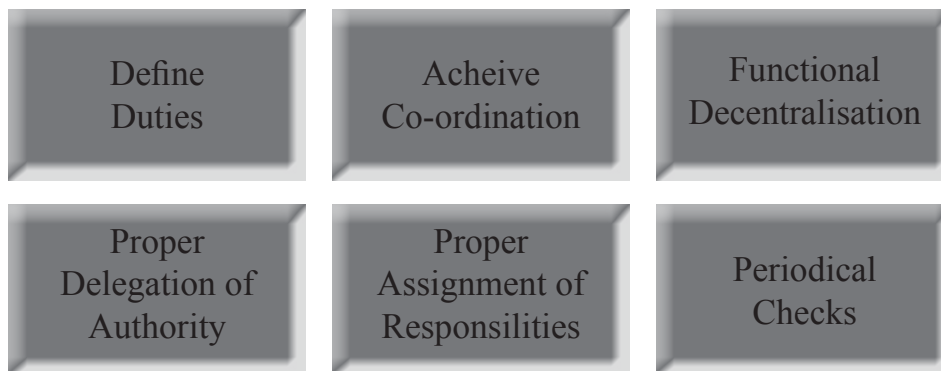 Define
Duties
Acheive
Co-ordination
Functional
Decentralisation
Proper
Delegation of
Authority
Proper
Assignment of
Responsilities
Periodical
Checks